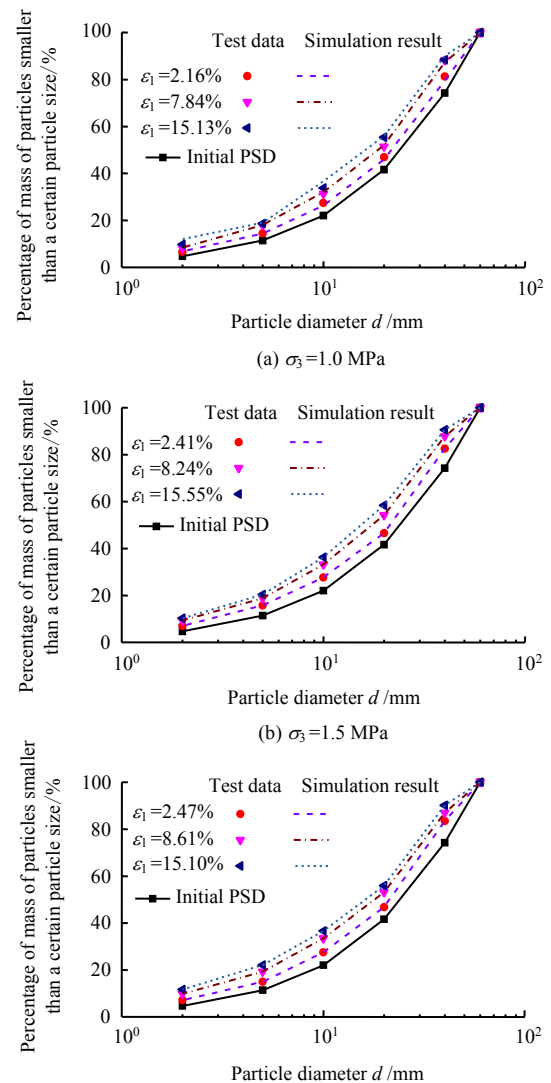 100
Test data Simulation result
80
ε1=2.16%
ε1=7.84%
60
ε1=15.13%
Initial PSD
40
20
0
Percentage of mass of particles smaller
than a certain particle size/%
10^0 10^1 10^2
Particle diameter d /mm
(a) σ3=1.0 MPa
100
Test data Simulation result
80
ε1=2.41%
ε1=8.24%
60
ε1=15.55%
Initial PSD
40
20
0
Percentage of mass of particles smaller
than a certain particle size/%
10^0 10^1 10^2
Particle diameter d /mm
(b) σ3=1.5 MPa
100
Test data Simulation result
80
ε1=2.47%
ε1=8.61%
60
ε1=15.10%
Initial PSD
40
20
0
Percentage of mass of particles smaller
than a certain particle size/%
10^0 10^1 10^2
Particle diameter d /mm